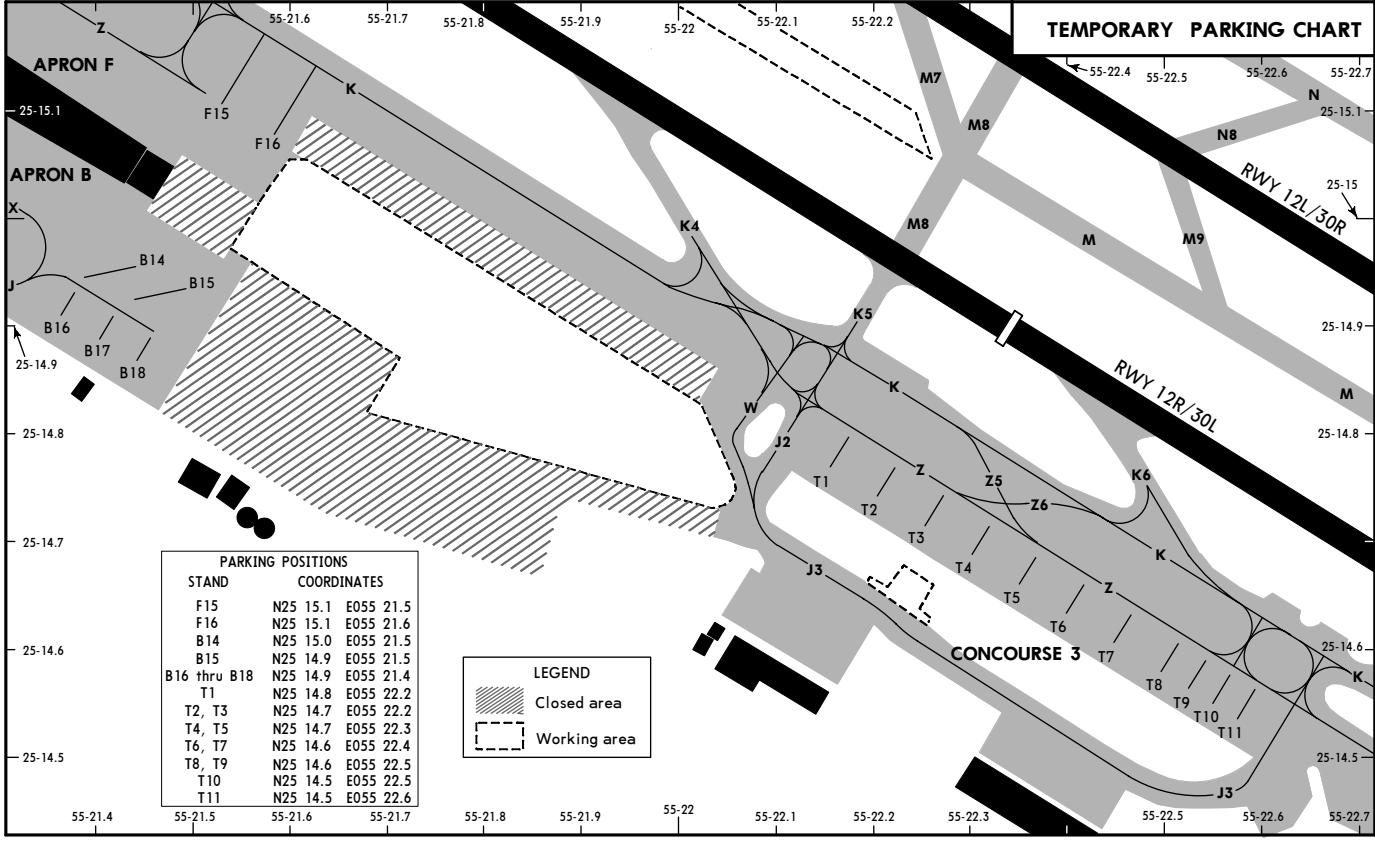 55-21.6
55-21.7
55-21.8
55-21.9
55-22
55-22.1
55-22.2
TEMPORARY PARKING CHART
Z
APRON F
K
M7
55-22.4
55-22.5
55-22.6
55-22.7
25-15.1
F15
F16
M8
N
N8
25-15.1
APRON B
X
B14
J
B15
B16
B17
B18
25-14.9
K4
M8
M
M9
RWY 12L/30R
25-15
K5
25-14.9
W
K
RWY 12R/30L
M
25-14.8
J2
T1
Z
T2
T3
Z5
Z6
K6
25-14.8
25-14.7
J3
T4
T5
T6
T7
Z
K
25-14.7
25-14.6
CONCOURSE 3
T8
T9
T10
T11
K
25-14.6
25-14.5
J3
25-14.5
PARKING POSITIONS
STAND COORDINATES
F15 N25 15.1 E055 21.5
F16 N25 15.1 E055 21.6
B14 N25 15.0 E055 21.5
B15 N25 14.9 E055 21.5
B16 thru B18 N25 14.9 E055 21.4
T1 N25 14.8 E055 22.2
T2, T3 N25 14.7 E055 22.2
T4, T5 N25 14.7 E055 22.3
T6, T7 N25 14.6 E055 22.4
T8, T9 N25 14.6 E055 22.5
T10 N25 14.5 E055 22.5
T11 N25 14.5 E055 22.6
LEGEND
Closed area
Working area
55-21.4
55-21.5
55-21.6
55-21.7
55-21.8
55-21.9
55-22
55-22.1
55-22.2
55-22.3
55-22.5
55-22.6
55-22.7